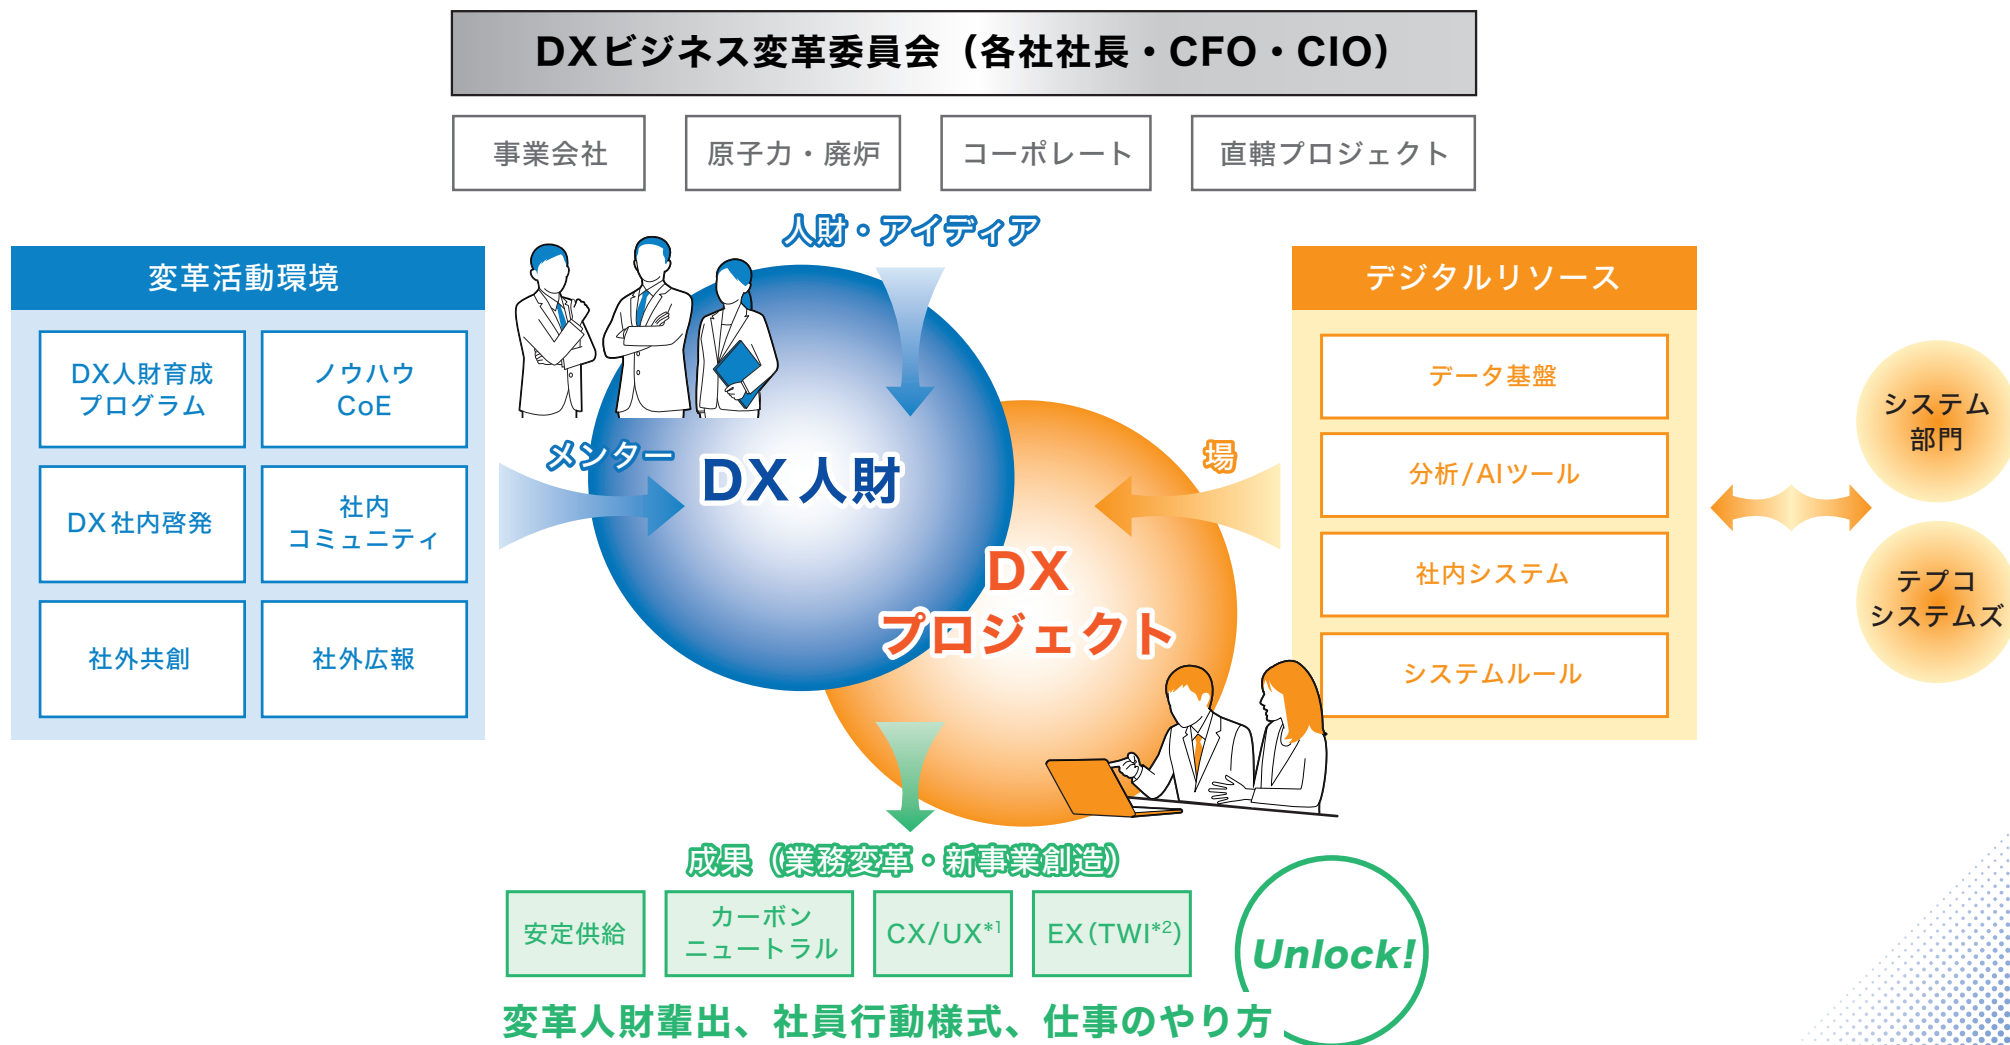 DXビジネス変革委員会（各社社長・CFO・CIO）
事業会社
原子力・廃炉
コーポレート
直轄プロジェクト
人財・アイディア
変革活動環境
DX人財育成
プログラム
ノウハウ
CoE
DX社内啓発
社内
コミュニティ
社外共創
社外広報
メンター
DX人財
DX
プロジェクト
場
デジタルリソース
データ基盤
分析/AIツール
社内システム
システムルール
システム
部門
テプコ
システムズ
成果（業務変革・新事業創造）
安定供給
カーボン
ニュートラル
CX/UX*1
EX(TWI*2)
Unlock!
変革人財輩出、社員行動様式、仕事のやり方